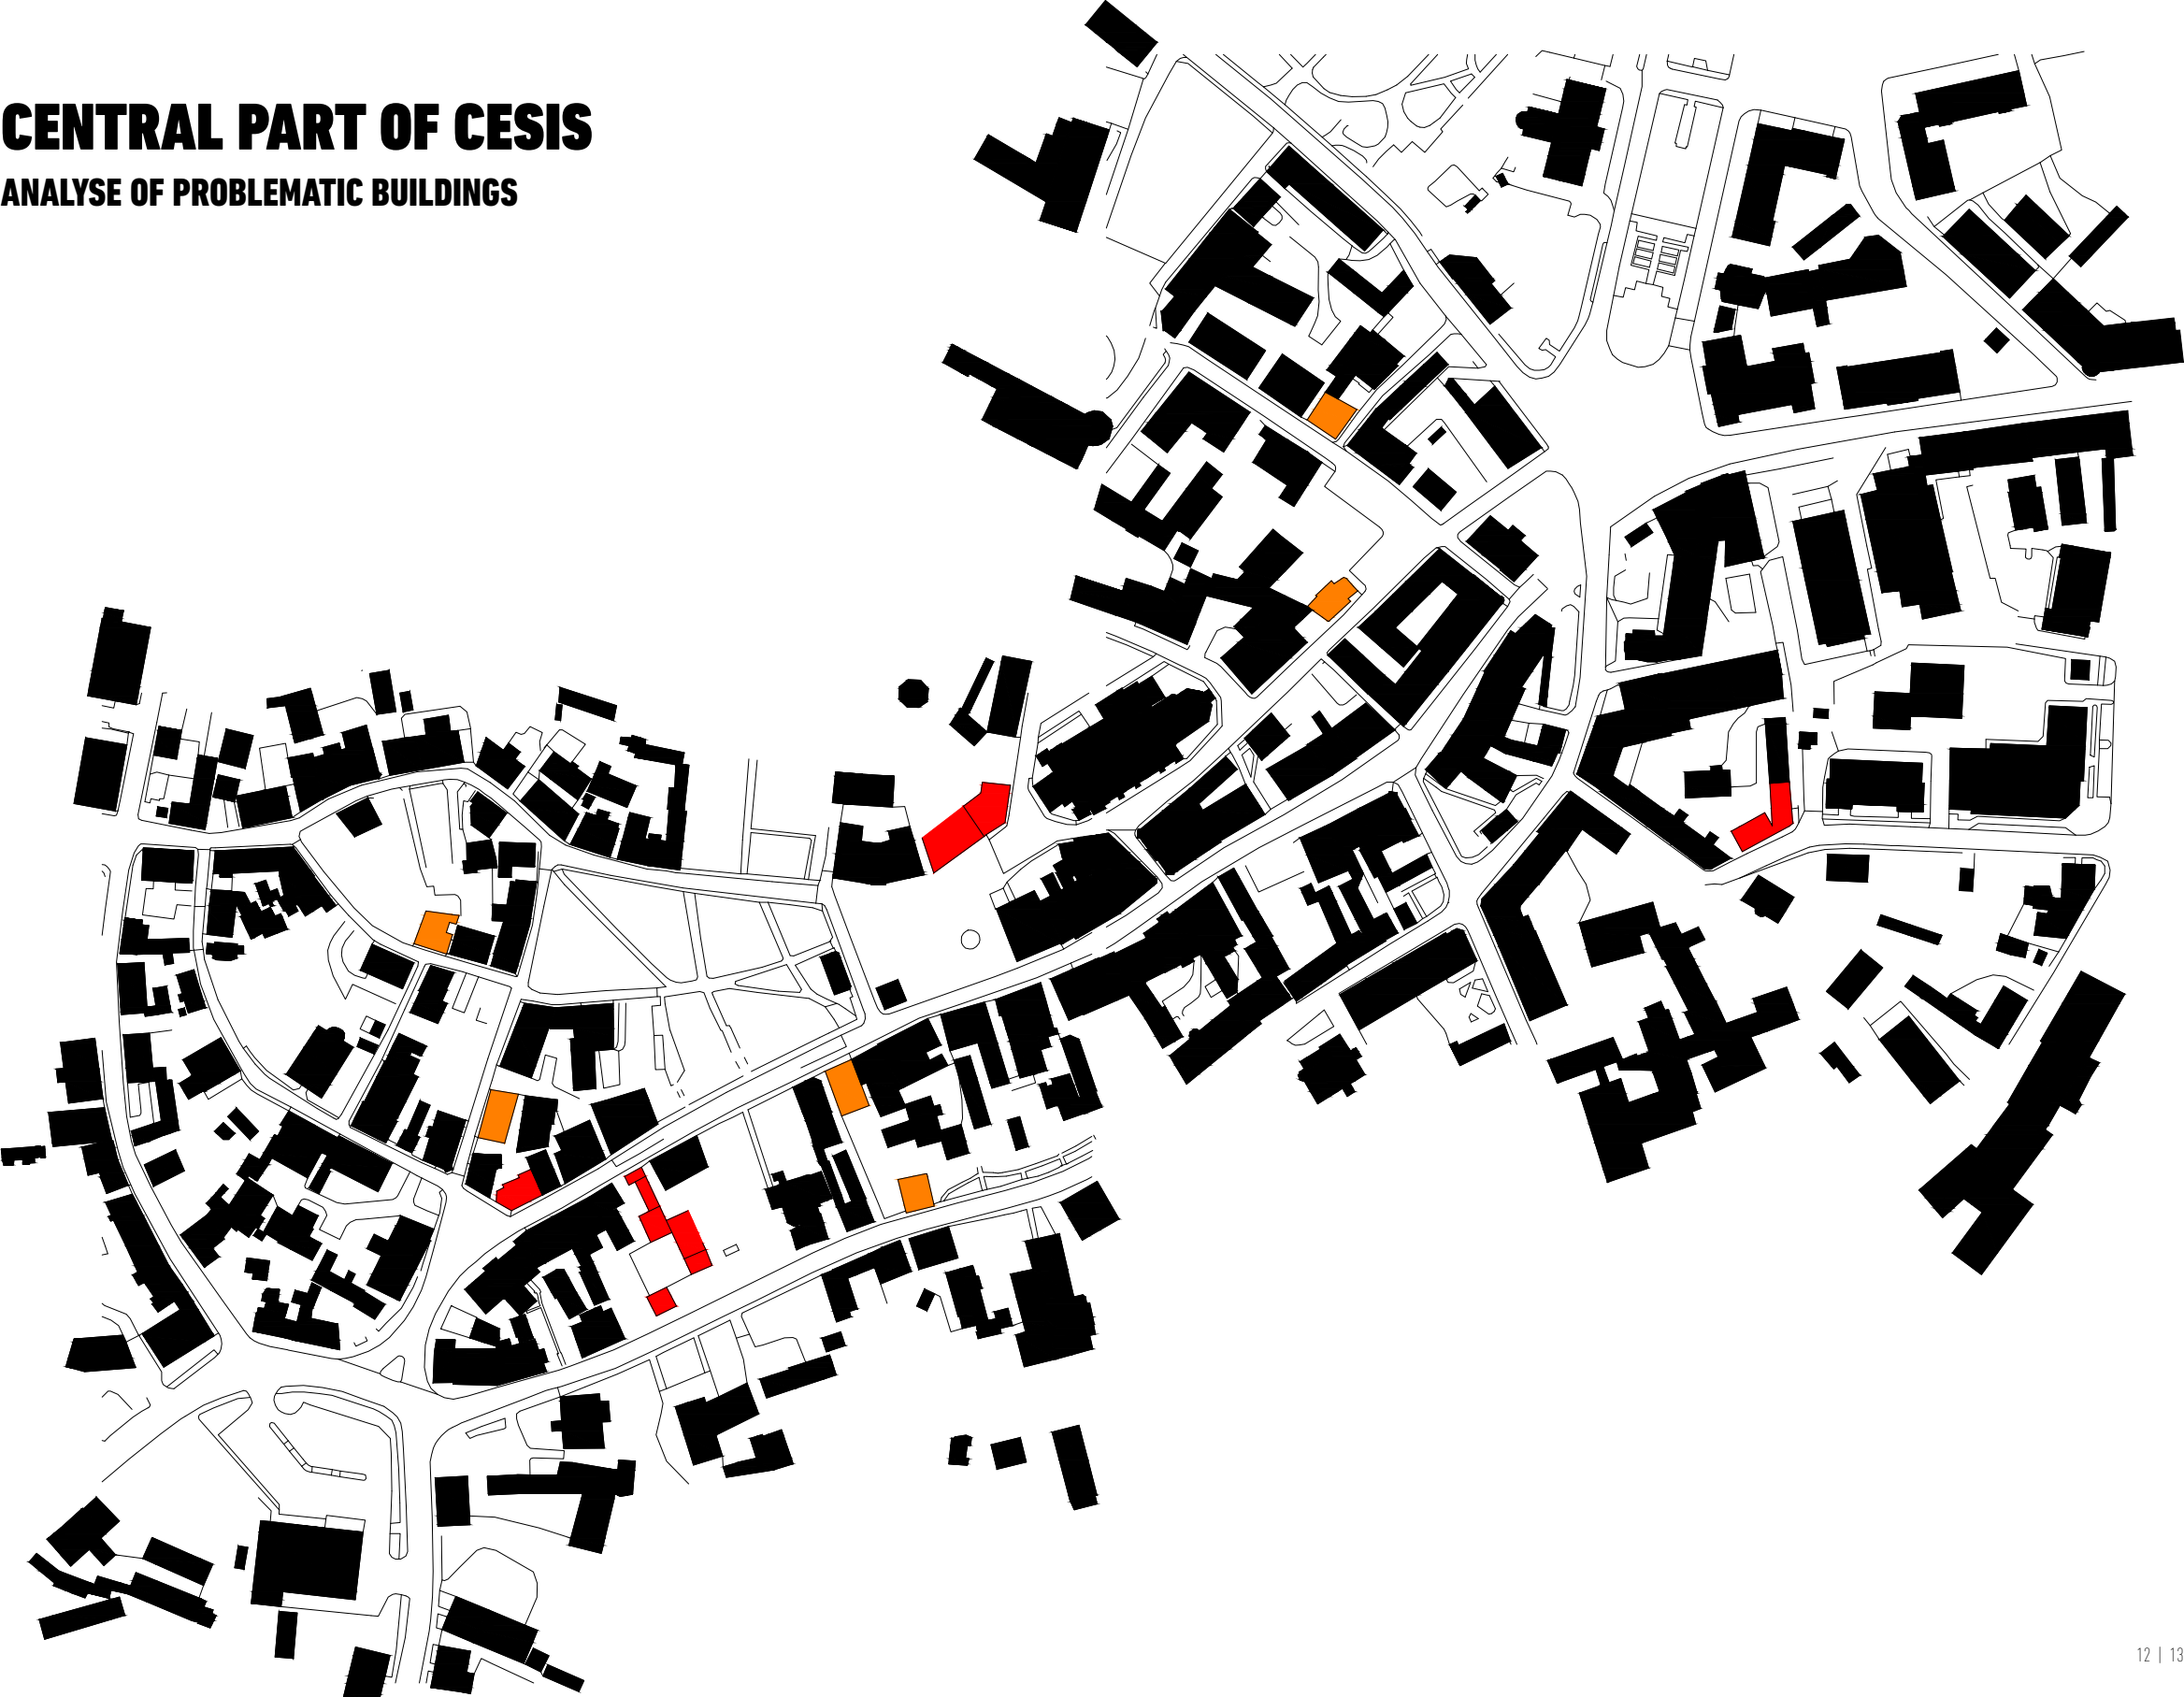 CENTRAL PART OF CESIS
ANALYSE OF PROBLEMATIC BUILDINGS
12 | 13